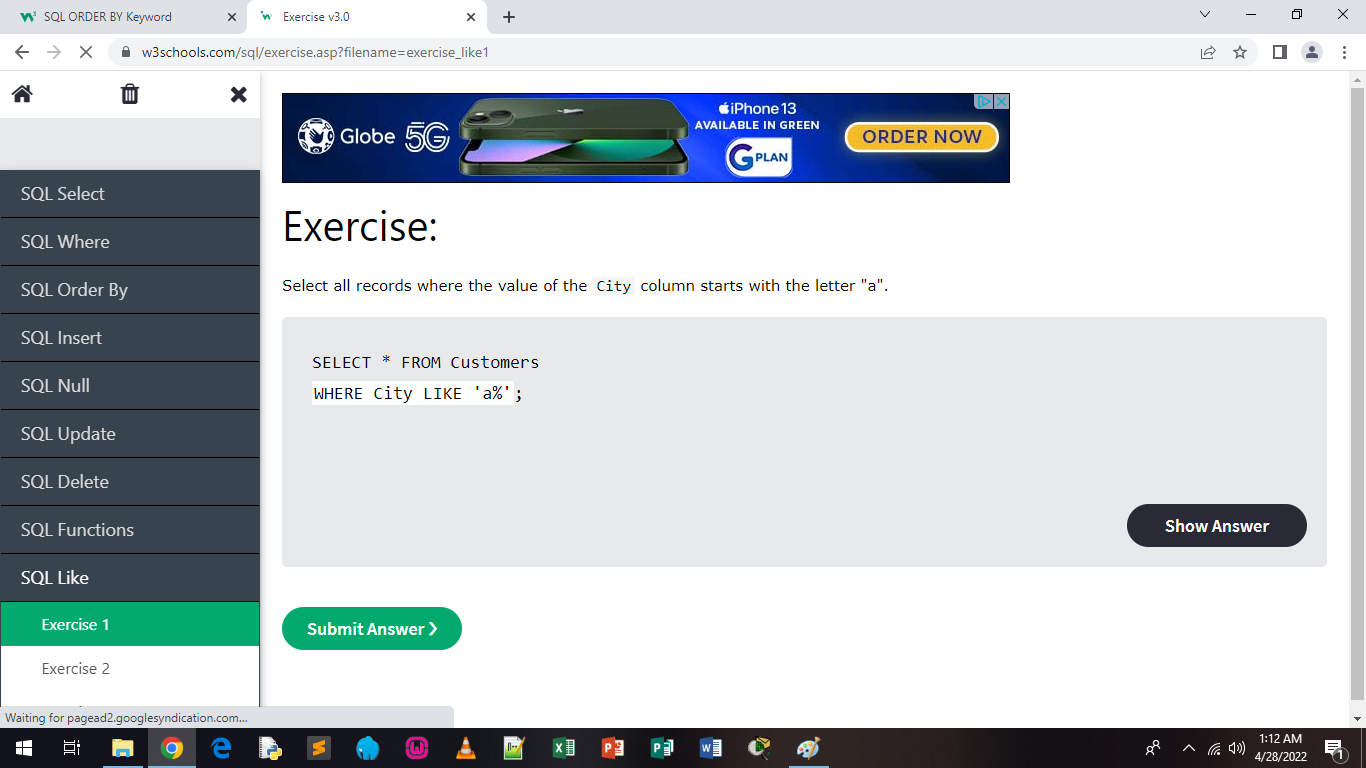 SQL ORDER BY Keyword
Exercise v3.0
w3schools.com/sql/exercise.asp?filename=exercise_like1
Globe 5G
iPhone 13
AVAILABLE IN GREEN
G PLAN
ORDER NOW
SQL Select
SQL Where
SQL Order By
SQL Insert
SQL Null
SQL Update
SQL Delete
SQL Functions
SQL Like
Exercise 1
Exercise 2
Exercise:
Select all records where the value of the City column starts with the letter "a".
SELECT * FROM Customers
WHERE City LIKE 'a%';
Show Answer
Submit Answer ❯
Waiting for pagead2.googlesyndication.com...
1:12 AM
4/28/2022
1